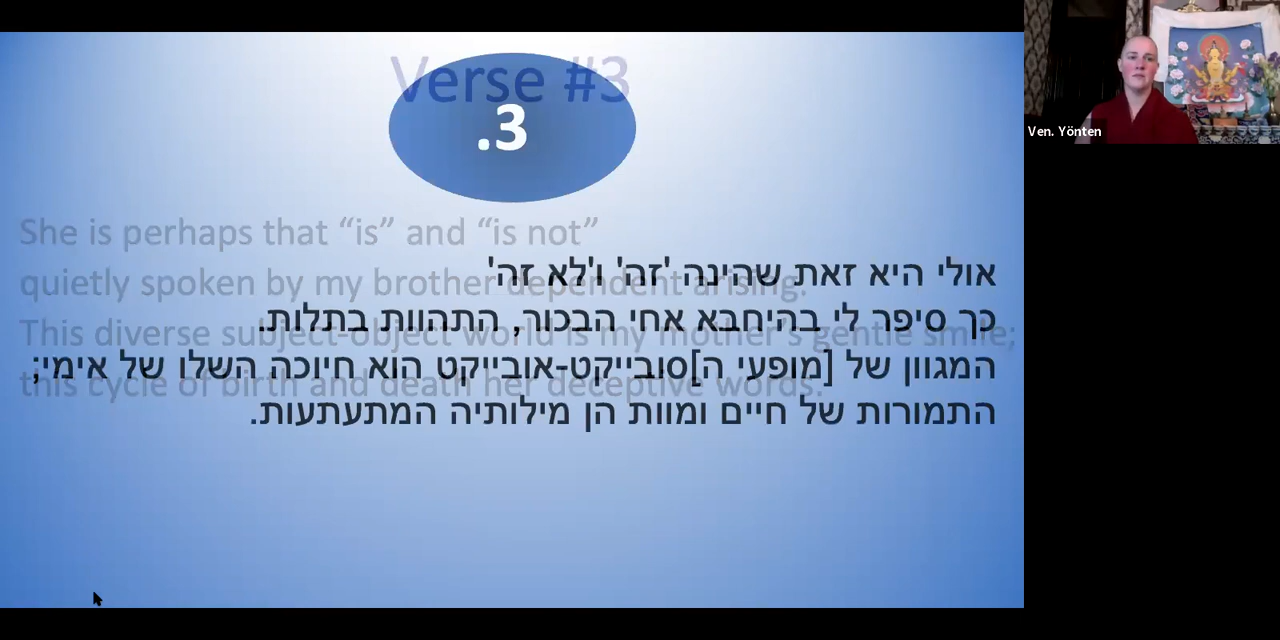 Verse #3
.3
She is perhaps that “is” and “is not”
quietly spoken by my brother dependent arising.
This diverse subject-object world is my mother’s gentle smile;
this cycle of birth and death her deceptive words.
אולי היא זאת שהינה 'זה' ו'לא זה'
כך סיפר לי בהיחבא אחי הבכור, התהוות בתלות.
המגוון של [מופעי ה]סובייקט-אובייקט הוא חיוכה השלו של אימי;
התמורות של חיים ומוות הן מילותיה המתעתעות.
Ven. Yönten